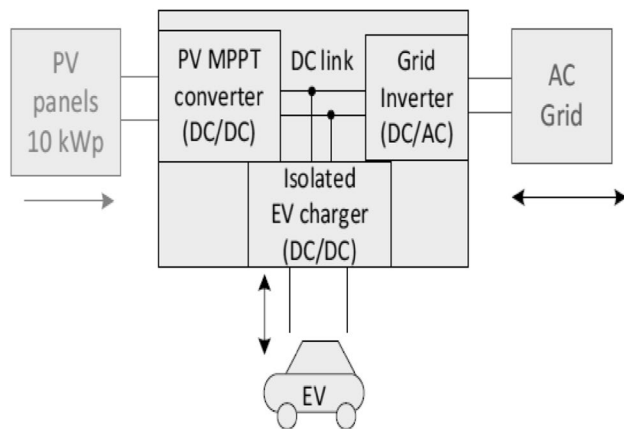 PV
panels
10 kWp
PV MPPT
converter
(DC/DC)
DC link
Grid
Inverter
(DC/AC)
AC
Grid
Isolated
EV charger
(DC/DC)
EV